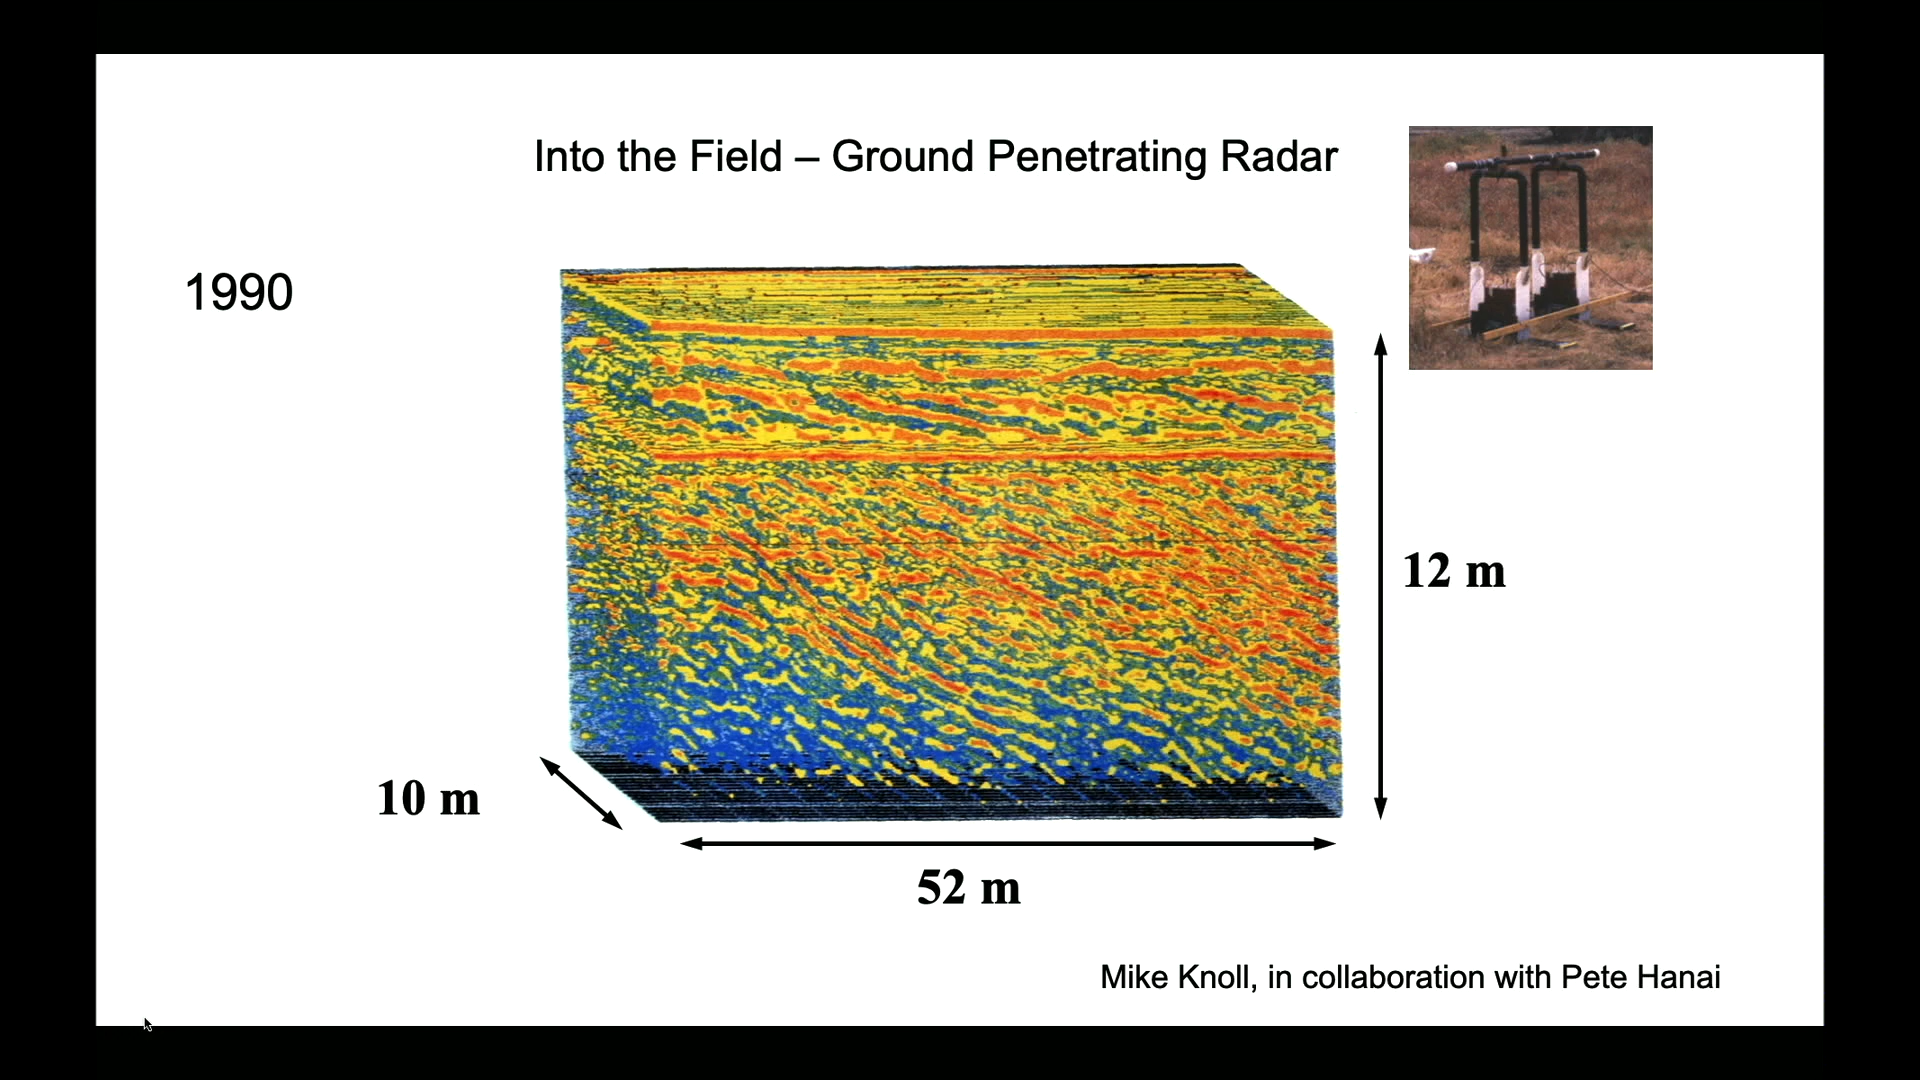 Into the Field – Ground Penetrating Radar
1990
12 m
10 m
52 m
Mike Knoll, in collaboration with Pete Hanai